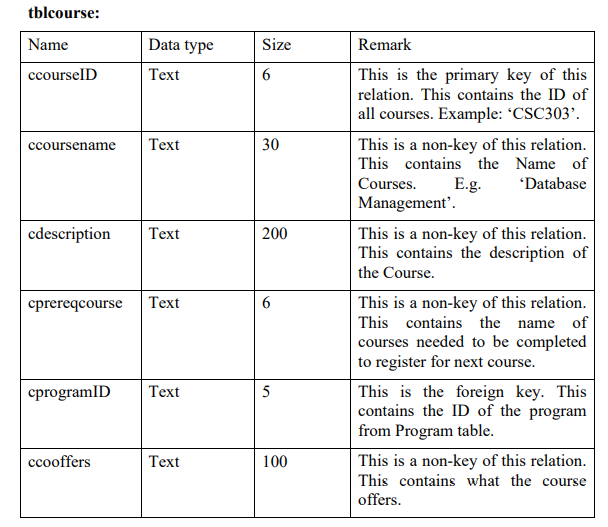 tblcourse:
Name Data type Size Remark
ccourseID Text 6 This is the primary key of this
relation. This contains the ID of
all courses. Example: ‘CSC303’.
ccoursename Text 30 This is a non-key of this relation.
This contains the Name of
Courses. E.g. ‘Database
Management’.
cdescription Text 200 This is a non-key of this relation.
This contains the description of
the Course.
cprereqcourse Text 6 This is a non-key of this relation.
This contains the name of
courses needed to be completed
to register for next course.
cprogramID Text 5 This is the foreign key. This
contains the ID of the program
from Program table.
ccooffers Text 100 This is a non-key of this relation.
This contains what the course
offers.